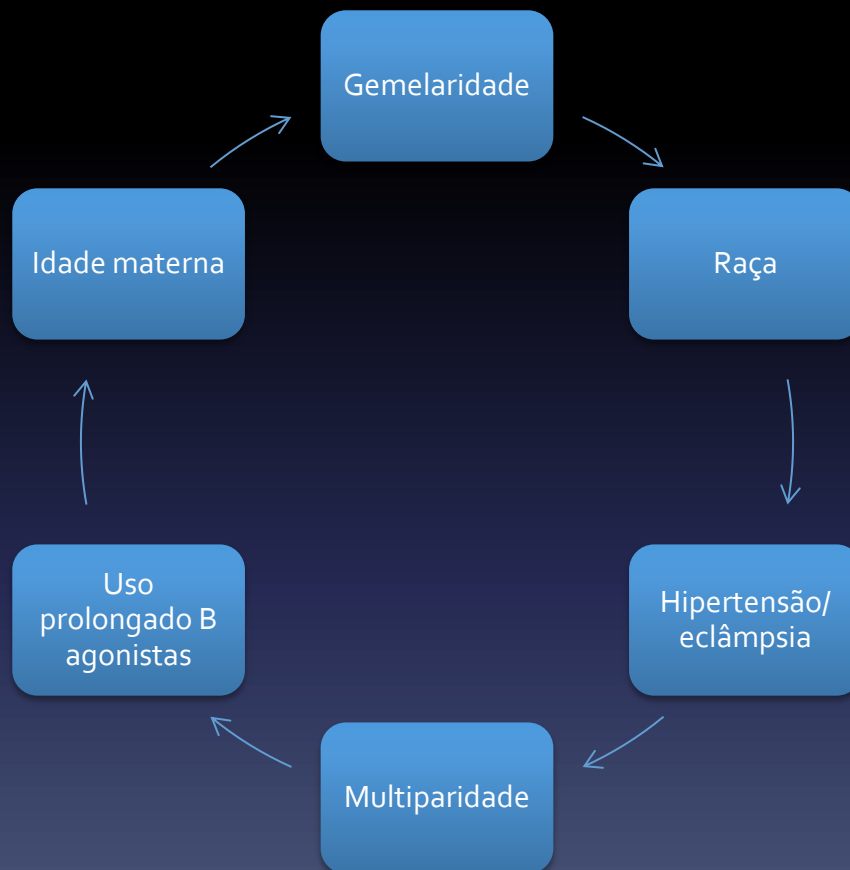 Gemelaridade
Raça
Hipertensão/
eclâmpsia
Multiparidade
Uso
prolongado B
agonistas
Idade materna